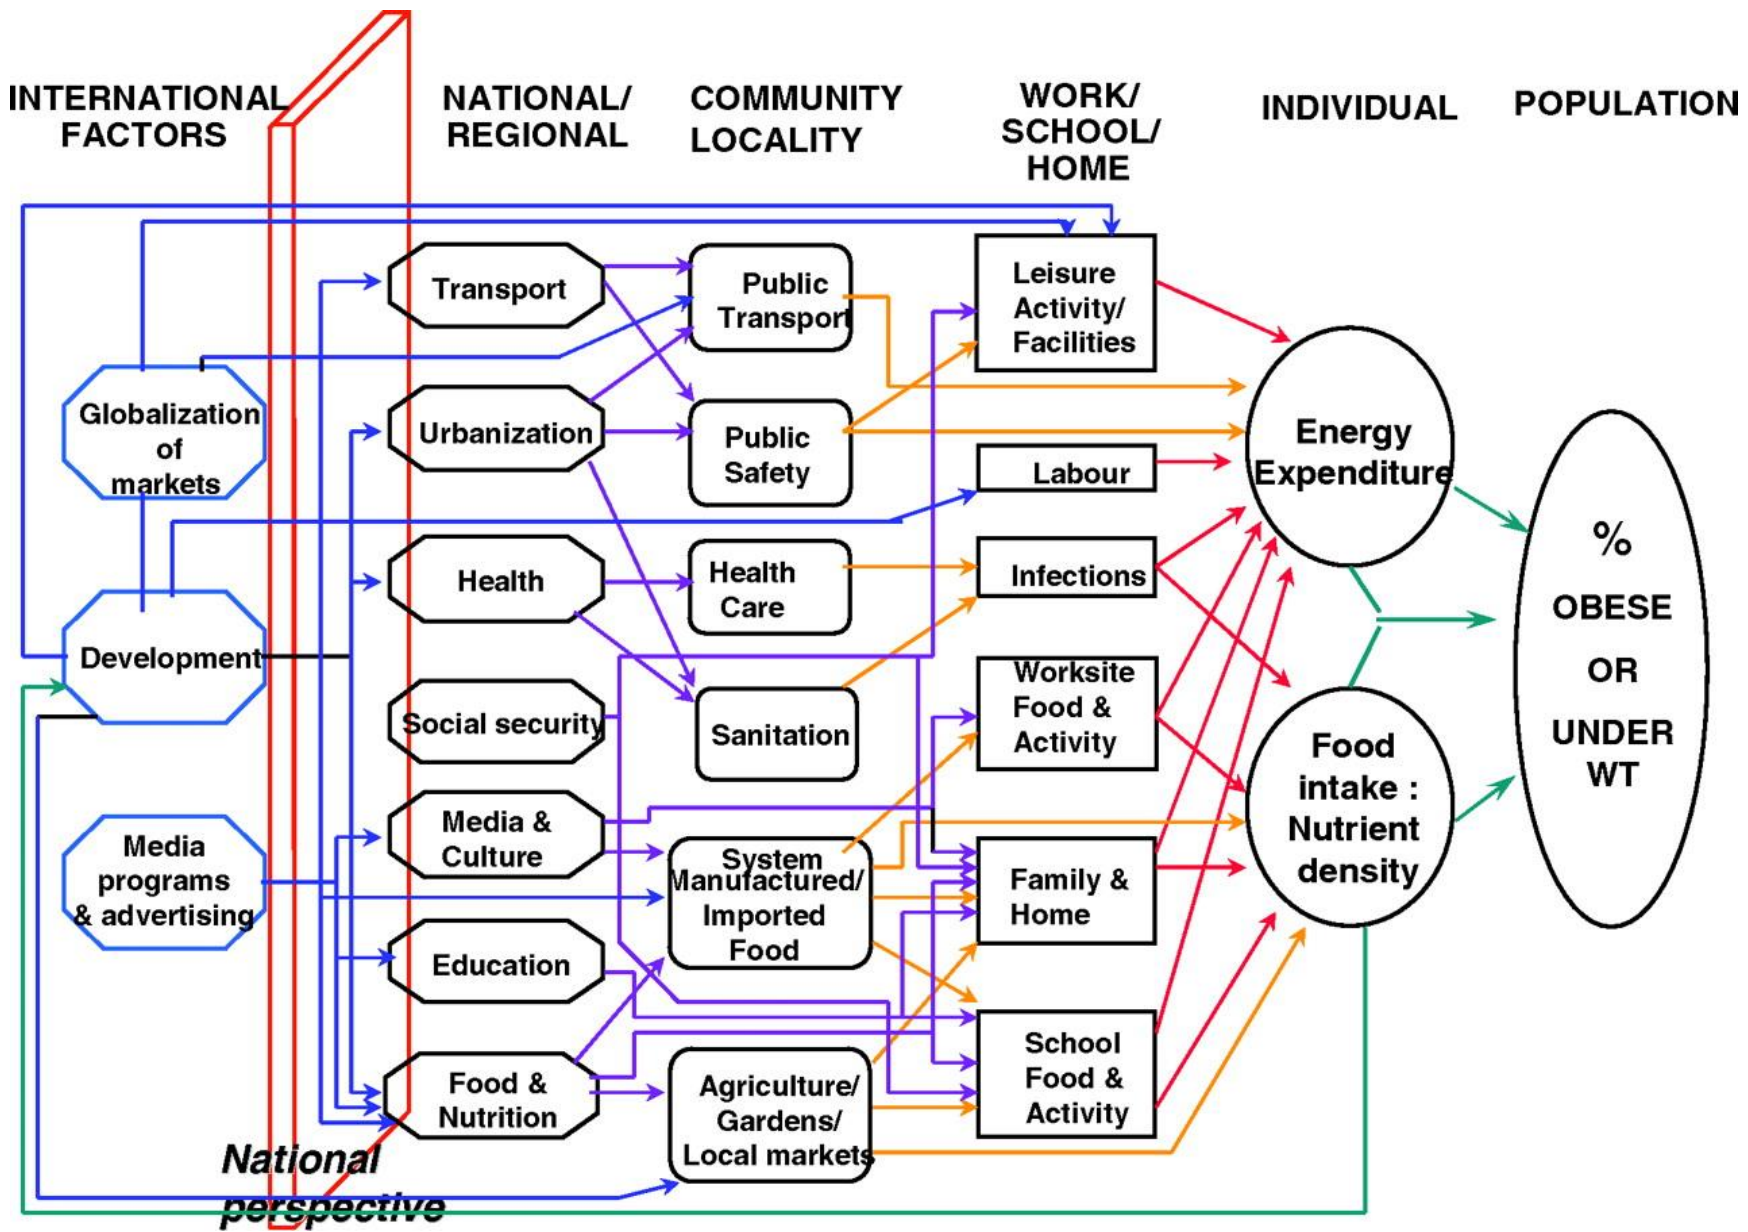 INTERNATIONAL
FACTORS
NATIONAL/
REGIONAL
COMMUNITY
LOCALITY
WORK/
SCHOOL/
HOME
INDIVIDUAL
POPULATION
Globalization
of
markets
Development
Media
programs
& advertising
Transport
Urbanization
Health
Social security
Media &
Culture
Education
Food &
Nutrition
Public
Transport
Public
Safety
Health
Care
Sanitation
System
Manufactured/
Imported
Food
Agriculture/
Gardens/
Local markets
Leisure
Activity/
Facilities
Labour
Infections
Worksite
Food &
Activity
Family &
Home
School
Food &
Activity
Energy
Expenditure
Food
intake :
Nutrient
density
%
OBESE
OR
UNDER
WT
National
perspective